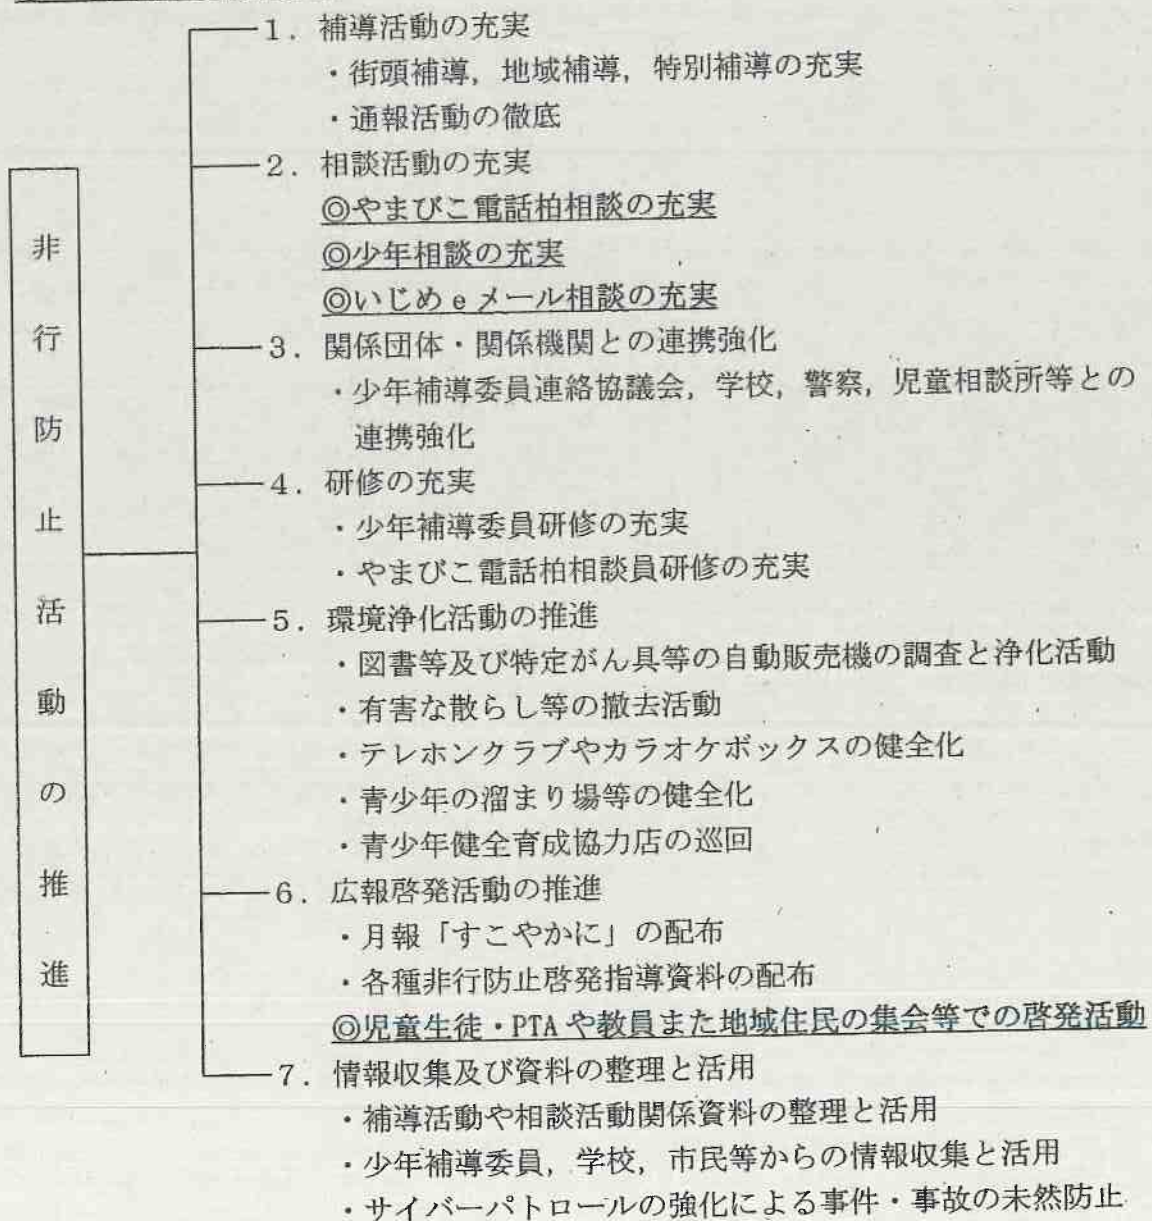 1．補導活動の充実
・街頭補導，地域補導，特別補導の充実
・通報活動の徹底
2．相談活動の充実
◎やまびこ電話柏相談の充実
◎少年相談の充実
◎いじめｅメール相談の充実
3．関係団体・関係機関との連携強化
・少年補導委員連絡協議会，学校，警察，児童相談所等との
連携強化
4．研修の充実
・少年補導委員研修の充実
・やまびこ電話柏相談員研修の充実
5．環境浄化活動の推進
・図書等及び特定がん具等の自動販売機の調査と浄化活動
・有害な散らし等の撤去活動
・テレホンクラブやカラオケボックスの健全化
・青少年の溜まり場等の健全化
・青少年健全育成協力店の巡回
6．広報啓発活動の推進
・月報「すこやかに」の配布
・各種非行防止啓発指導資料の配布
◎児童生徒・PTAや教員また地域住民の集会等での啓発活動
7．情報収集及び資料の整理と活用
・補導活動や相談活動関係資料の整理と活用
・少年補導委員，学校，市民等からの情報収集と活用
・サイバーパトロールの強化による事件・事故の未然防止
非行防止活動の推進